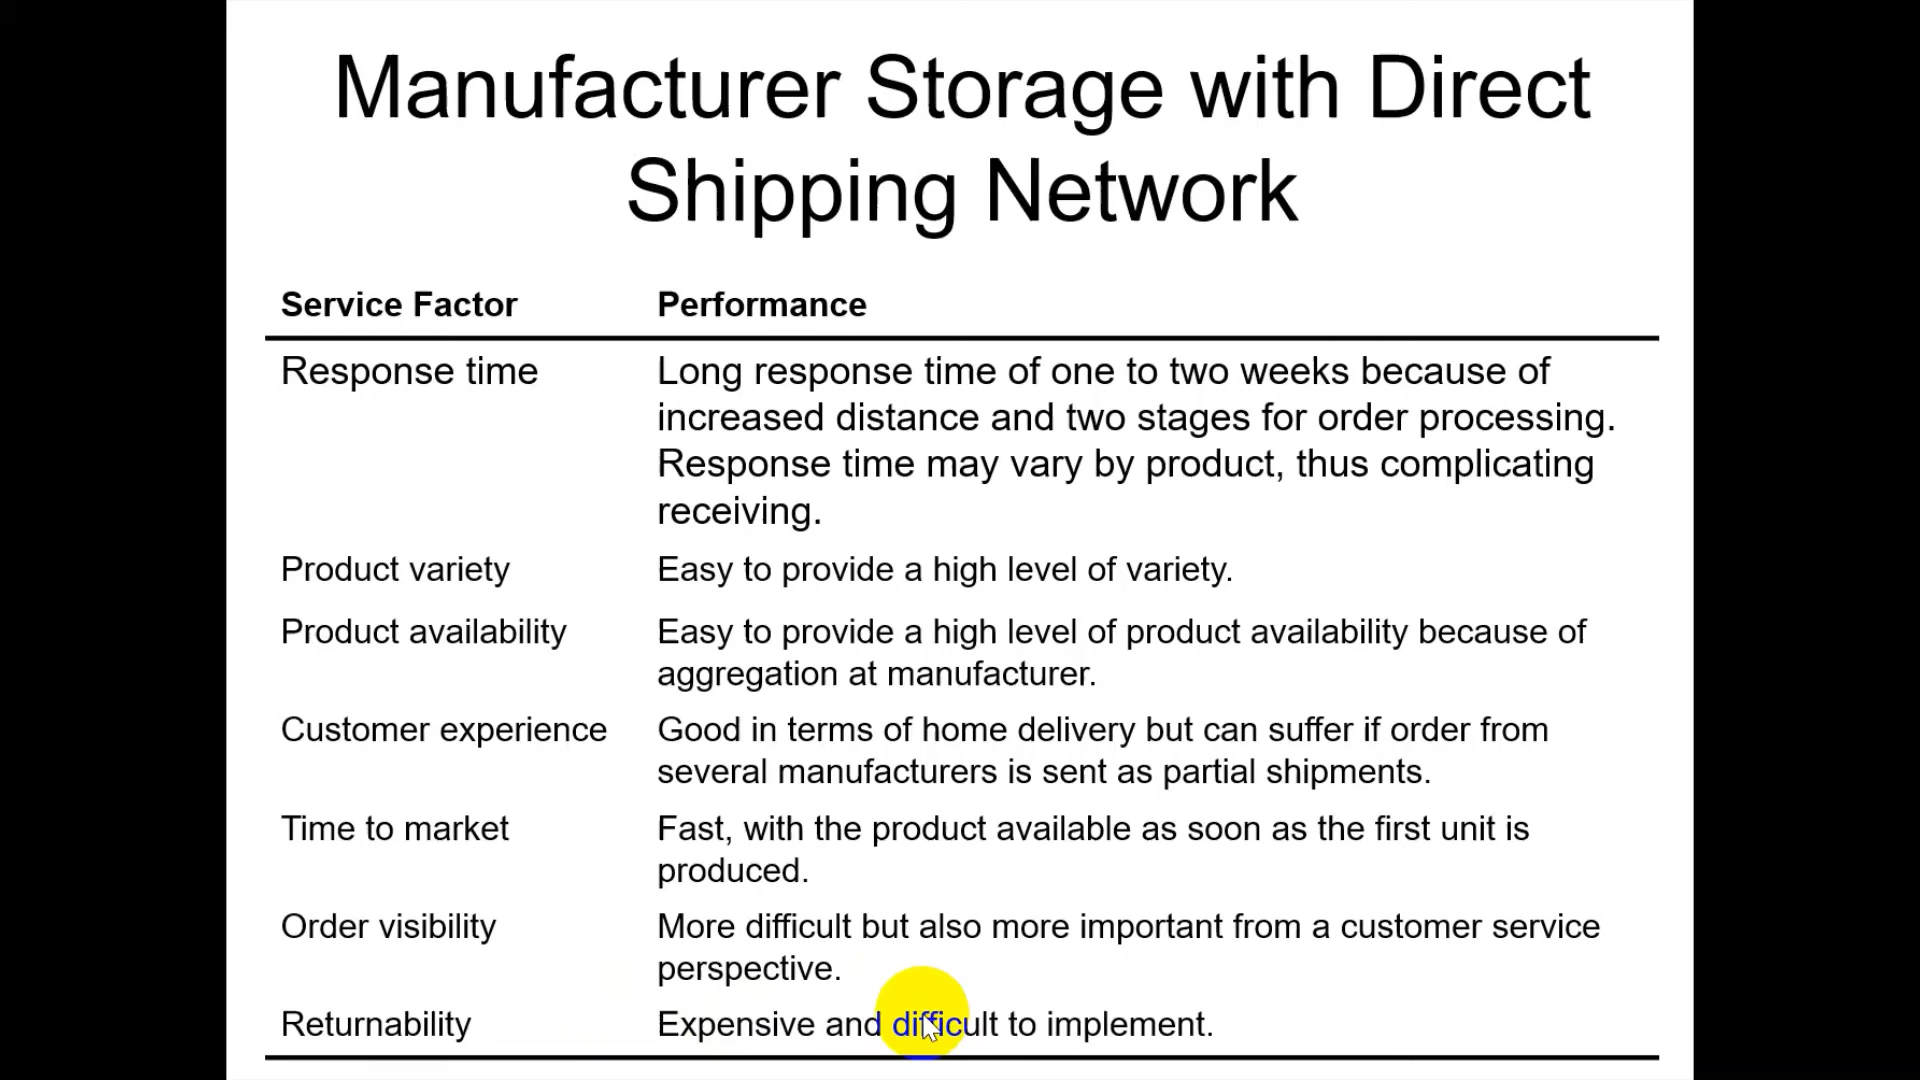 Manufacturer Storage with Direct
Shipping Network
Service Factor Performance
Response time Long response time of one to two weeks because of
increased distance and two stages for order processing.
Response time may vary by product, thus complicating
receiving.
Product variety Easy to provide a high level of variety.
Product availability Easy to provide a high level of product availability because of
aggregation at manufacturer.
Customer experience Good in terms of home delivery but can suffer if order from
several manufacturers is sent as partial shipments.
Time to market Fast, with the product available as soon as the first unit is
produced.
Order visibility More difficult but also more important from a customer service
perspective.
Returnability Expensive and difficult to implement.